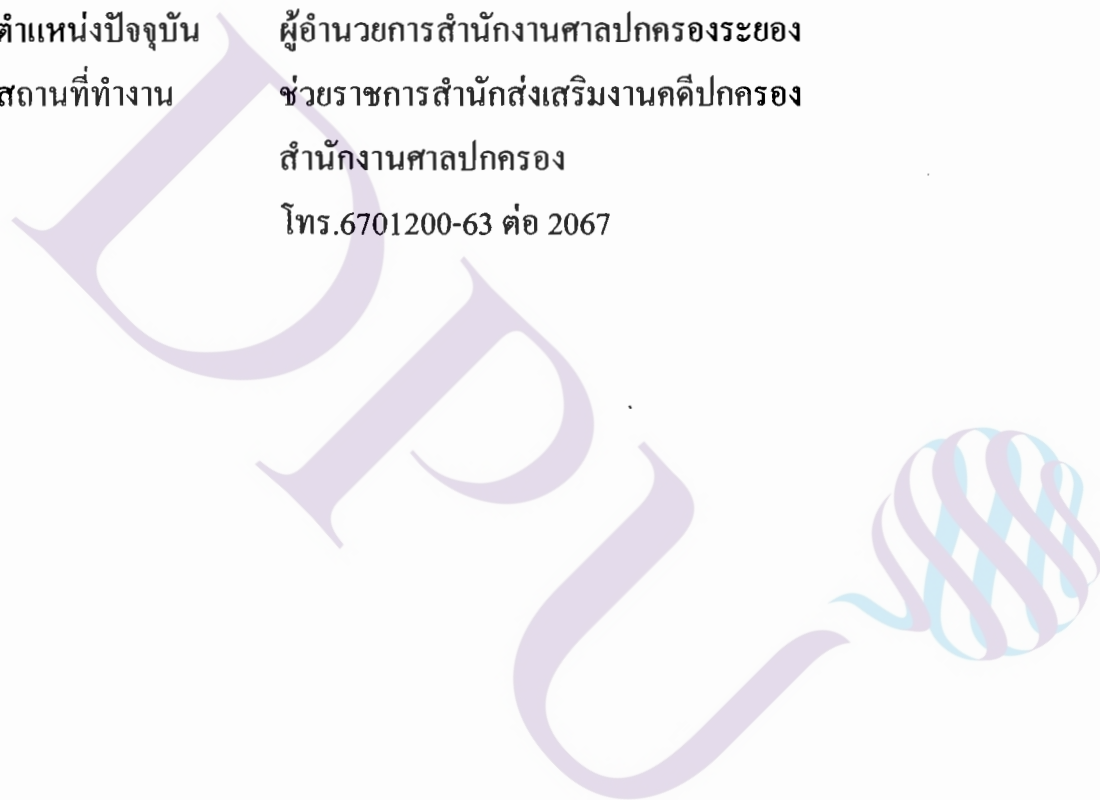 ตำแหน่งปัจจุบัน ผู้อำนวยการสำนักงานศาลปกครองระยอง
สถานที่ทำงาน ช่วยราชการสำนักส่งเสริมงานคดีปกครอง
สำนักงานศาลปกครอง
โทร.6701200-63 ต่อ 2067
DPU